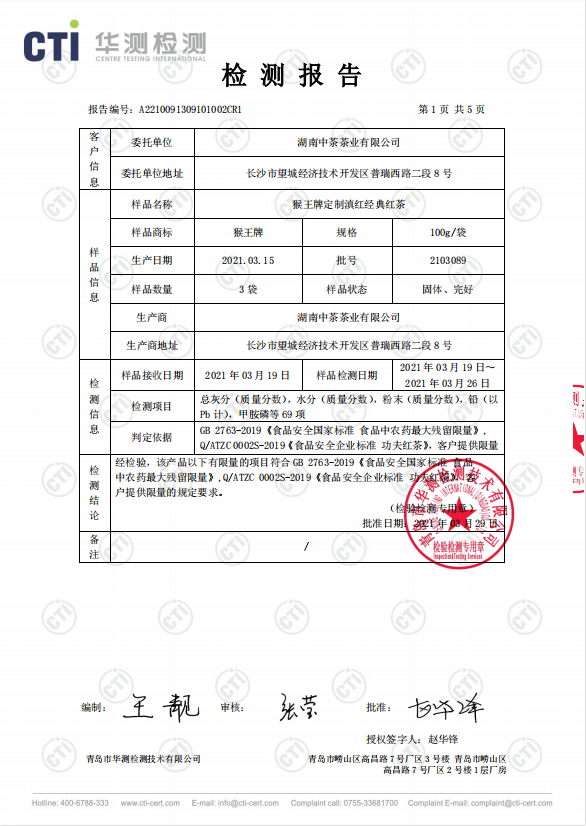 CTI 华测检测
CENTRE TESTING INTERNATIONAL
检 测 报 告
报告编号: A2210091309101002CR1 第 1 页 共 5 页
客户信息
委托单位 湖南中茶茶业有限公司
委托单位地址 长沙市望城经济技术开发区普瑞西路二段 8 号
样品信息
样品名称 猴王牌定制滇红经典红茶
样品商标 猴王牌 规格 100g/袋
生产日期 2021.03.15 批号 2103089
样品数量 3 袋 样品状态 固体、完好
生产商 湖南中茶茶业有限公司
生产商地址 长沙市望城经济技术开发区普瑞西路二段 8 号
检测信息
样品接收日期 2021 年 03 月 19 日 样品检测日期 2021 年 03 月 19 日～
2021 年 03 月 26 日
检测项目 总灰分（质量分数），水分（质量分数），粉末（质量分数），铅（以
Pb 计），甲胺磷等 69 项
判定依据 GB 2763-2019《食品安全国家标准 食品中农药最大残留限量》,
Q/ATZC 0002S-2019《食品安全企业标准 功夫红茶》, 客户提供限量
检测结论
经检验，该产品以下有限量的项目符合 GB 2763-2019《食品安全国家标准 食品
中农药最大残留限量》,Q/ATZC 0002S-2019《食品安全企业标准 功夫红茶》、客
户提供限量的规定要求。
（检验检测专用章）
批准日期: 2021 年 03 月 29 日
青岛市华测检测技术有限公司
检验检测专用章
Inspection&Testing Services
备注 /
编制: 王靓 审核: 张莹 批准: 赵华锋
授权签字人: 赵华锋
青岛市华测检测技术有限公司 青岛市崂山区高昌路 7 号厂区 3 号楼 青岛市崂山区
高昌路 7 号厂区 2 号楼 1 层厂房
Hotline: 400-6788-333 www.cti-cert.com E-mail: info@cti-cert.com Complaint call: 0755-33681700 Complaint E-mail: complaint@cti-cert.com